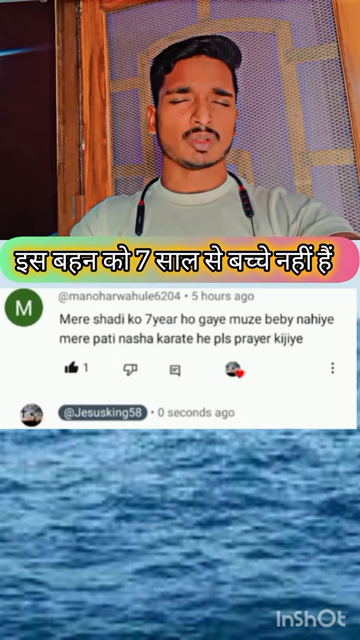 इस बहन को 7 साल से बच्चे नहीं हैं
M
@manoharwahule6204 • 5 hours ago
Mere shadi ko 7year ho gaye muze beby nahiye
mere pati nasha karate he pls prayer kijiye
1
@Jesusking58 • 0 seconds ago
InShOt